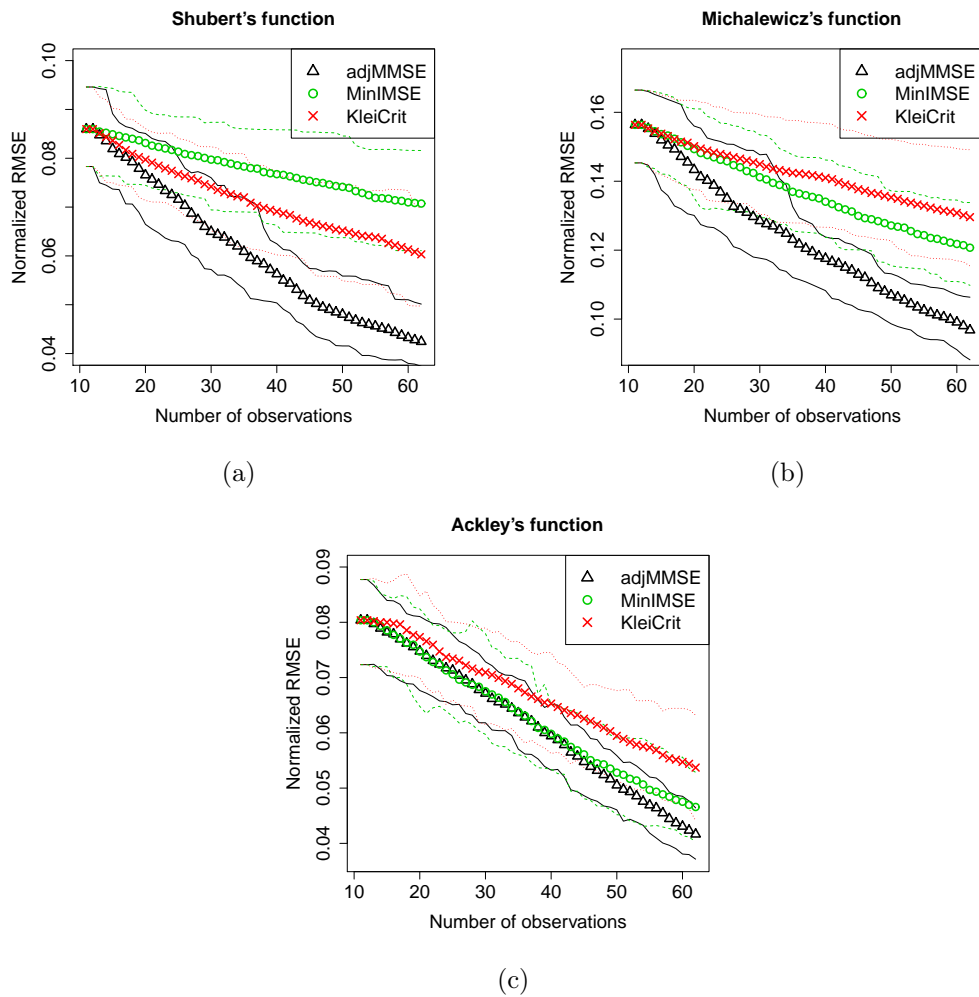 Shubert's function
Normalized RMSE
0.04 0.06 0.08 0.10
adjMMSE
MinIMSE
KleiCrit
10 20 30 40 50 60
Number of observations
(a)
Michalewicz's function
Normalized RMSE
0.10 0.12 0.14 0.16
adjMMSE
MinIMSE
KleiCrit
10 20 30 40 50 60
Number of observations
(b)
Ackley's function
Normalized RMSE
0.04 0.05 0.06 0.07 0.08 0.09
adjMMSE
MinIMSE
KleiCrit
10 20 30 40 50 60
Number of observations
(c)